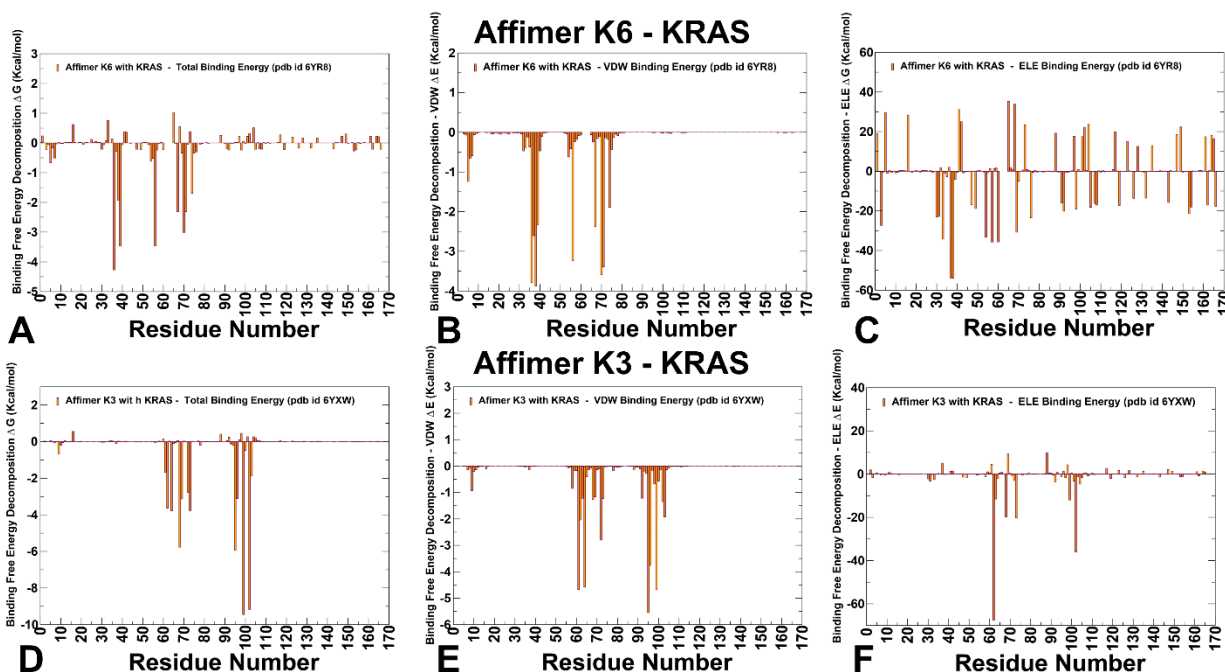 Affimer K6 - KRAS
Binding Free Energy Decomposition Δ G (Kcal/mol)
3
2
1
0
-1
-2
-3
-4
-5
Affimer K6 with KRAS - Total Binding Energy (pdb id 6YR8)
0 10 20 30 40 50 60 70 80 90 100 110 120 130 140 150 160 170
A
Residue Number
Binding Free Energy Decomposition - VDW Δ E (Kcal/mol)
2
1
0
-1
-2
-3
-4
Affimer K6 with KRAS - VDW Binding Energy (pdb id 6YR8)
0 10 20 30 40 50 60 70 80 90 100 110 120 130 140 150 160 170
B
Residue Number
Binding Free Energy Decomposition - ELE Δ G (Kcal/mol)
60
40
20
0
-20
-40
-60
Affimer K6 with KRAS - ELE Binding Energy (pdb id 6YR8)
0 10 20 30 40 50 60 70 80 90 100 110 120 130 140 150 160 170
C
Residue Number
Affimer K3 - KRAS
Binding Free Energy Decomposition Δ G (Kcal/mol)
2
0
-2
-4
-6
-8
-10
Affimer K3 wit h KRAS - Total Binding Energy (pdb id 6YXW)
0 10 20 30 40 50 60 70 80 90 100 110 120 130 140 150 160 170
D
Residue Number
Binding Free Energy Decomposition - VDW Δ E (Kcal/mol)
2
1
0
-1
-2
-3
-4
-5
-6
Afimer K3 with KRAS - VDW Binding Energy (pdb id 6YXW)
0 10 20 30 40 50 60 70 80 90 100 110 120 130 140 150 160 170
E
Residue Number
Binding Free Energy Decomposition - ELE Δ E (Kcal/mol)
40
20
0
-20
-40
-60
Affimer K3 with KRAS - ELE Binding Energy (pdb id 6YXW)
0 10 20 30 40 50 60 70 80 90 100 110 120 130 140 150 160 170
F
Residue Number